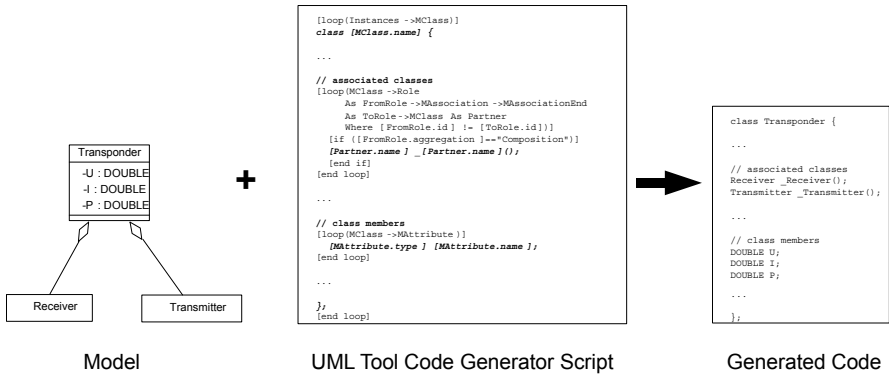 Transponder
-U : DOUBLE
-I : DOUBLE
-P : DOUBLE
Receiver
Transmitter
Model
+
[loop(Instances ->MClass)]
class [MClass.name] {
...
// associated classes
[loop(MClass ->Role
As FromRole ->MAssociation ->MAssociationEnd
As ToRole ->MClass As Partner
Where [FromRole.id ] != [ToRole.id])]
[if ([FromRole.aggregation ]=="Composition")]
[Partner.name ] _[Partner.name ]();
[end if]
[end loop]
...
// class members
[loop(MClass ->MAttribute )]
[MAttribute.type ] [MAttribute.name ];
[end loop]
...
};
[end loop]
UML Tool Code Generator Script
class Transponder {
...
// associated classes
Receiver _Receiver();
Transmitter _Transmitter();
...
// class members
DOUBLE U;
DOUBLE I;
DOUBLE P;
...
};
Generated Code